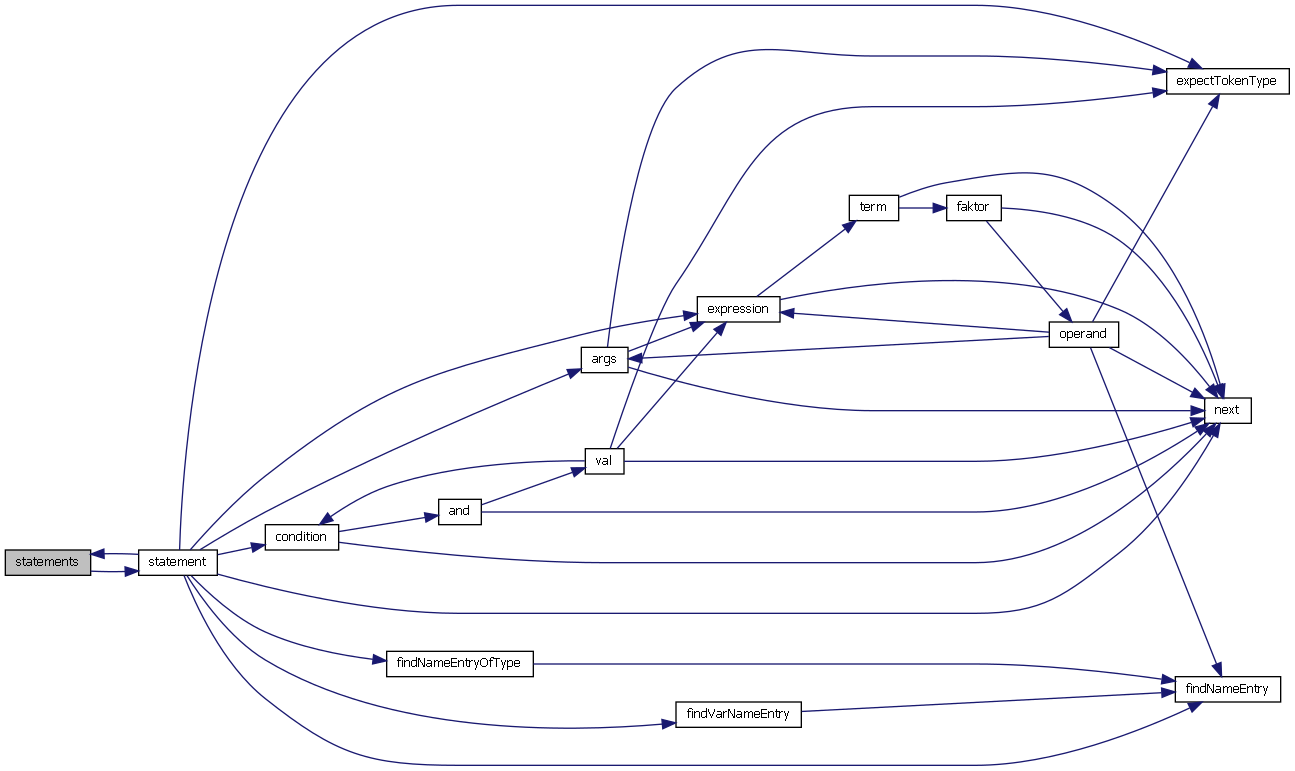 expectTokenType
term
faktor
expression
operand
args
next
val
and
condition
statements
statement
findNameEntryOfType
findNameEntry
findVarNameEntry